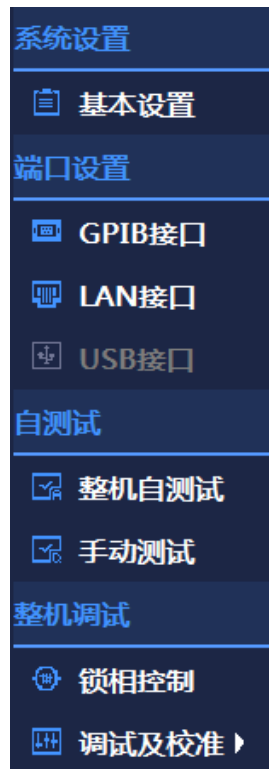 系统设置
基本设置
端口设置
GPIB接口
LAN接口
USB接口
自测试
整机自测试
手动测试
整机调试
锁相控制
调试及校准